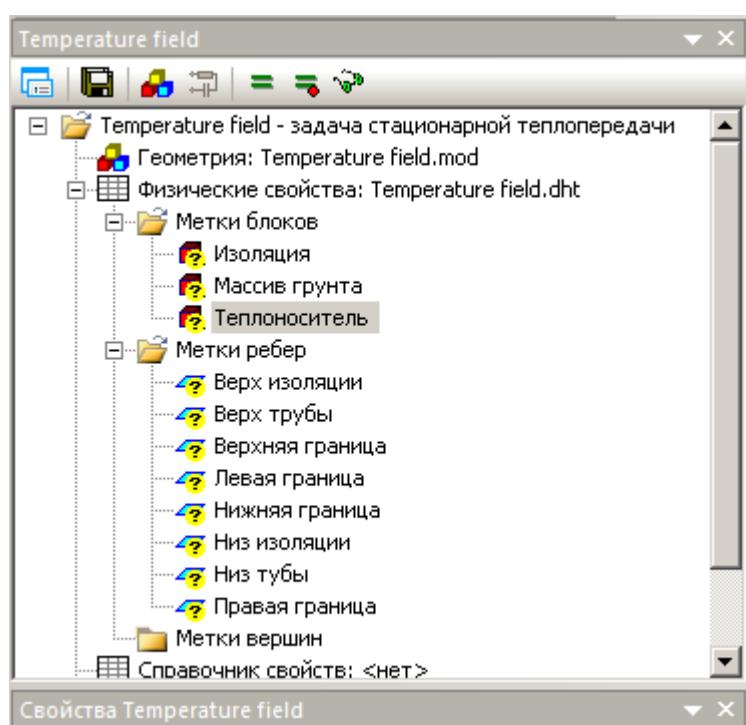 Temperature field
Temperature field - задача стационарной теплопередачи
Геометрия: Temperature field.mod
Физические свойства: Temperature field.dht
Метки блоков
Изоляция
Массив грунта
Теплоноситель
Метки ребер
Верх изоляции
Верх трубы
Верхняя граница
Левая граница
Нижняя граница
Низ изоляции
Низ тубы
Правая граница
Метки вершин
Справочник свойств: <нет>
Свойства Temperature field